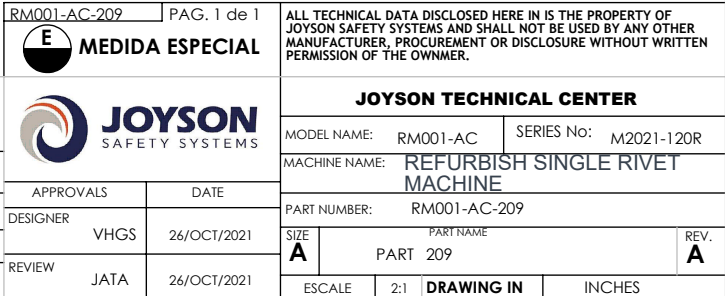 RM001-AC-209 PAG. 1 de 1
E MEDIDA ESPECIAL
ALL TECHNICAL DATA DISCLOSED HERE IN IS THE PROPERTY OF
JOYSON SAFETY SYSTEMS AND SHALL NOT BE USED BY ANY OTHER
MANUFACTURER, PROCUREMENT OR DISCLOSURE WITHOUT WRITTEN
PERMISSION OF THE OWNMER.
JOYSON
SAFETY SYSTEMS
JOYSON TECHNICAL CENTER
MODEL NAME: RM001-AC SERIES No: M2021-120R
MACHINE NAME: REFURBISH SINGLE RIVET
MACHINE
APPROVALS DATE
PART NUMBER: RM001-AC-209
DESIGNER VHGS 26/OCT/2021
SIZE A PART NAME REV. A
PART 209
REVIEW JATA 26/OCT/2021
ESCALE 2:1 DRAWING IN INCHES